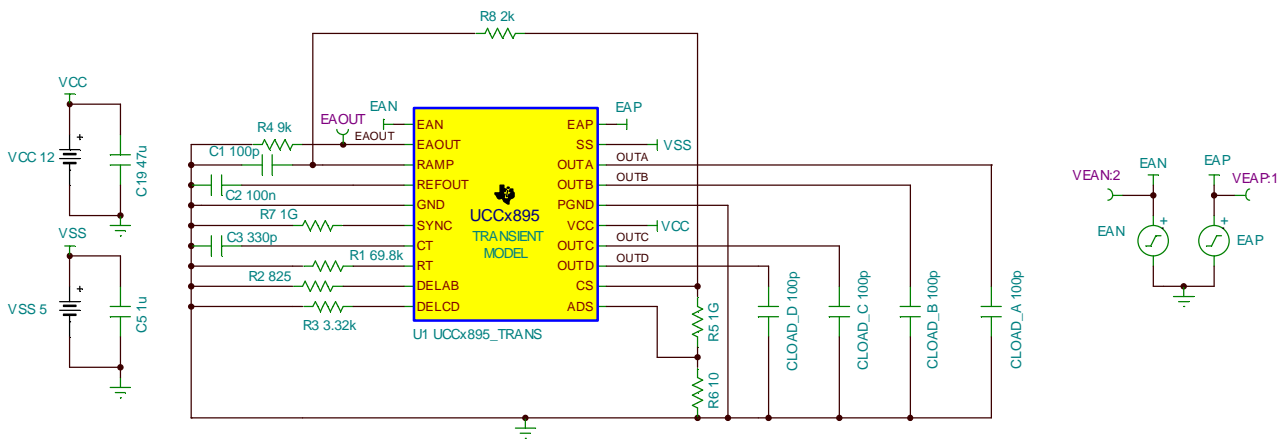 R8 2k
VCC
VCC 12
+
C19 47u
VSS
VSS 5
+
C5 1u
EAN
EAOUT
EAOUT
R4 9k
C1 100p
C2 100n
R7 1G
C3 330p
R1 69.8k
R2 825
R3 3.32k
EAN
EAOUT
RAMP
REFOUT
GND
SYNC
CT
RT
DELAB
DELCD
UCCx895
TRANSIENT
MODEL
EAP
SS
OUTA
OUTB
PGND
VCC
OUTC
OUTD
CS
ADS
U1 UCCx895_TRANS
EAP
VSS
OUTA
OUTB
VCC
OUTC
OUTD
R5 1G
R6 10
CLOAD_D 100p
CLOAD_C 100p
CLOAD_B 100p
CLOAD_A 100p
VEAN:2
EAN
EAN
+
EAP
VEAP:1
+
EAP